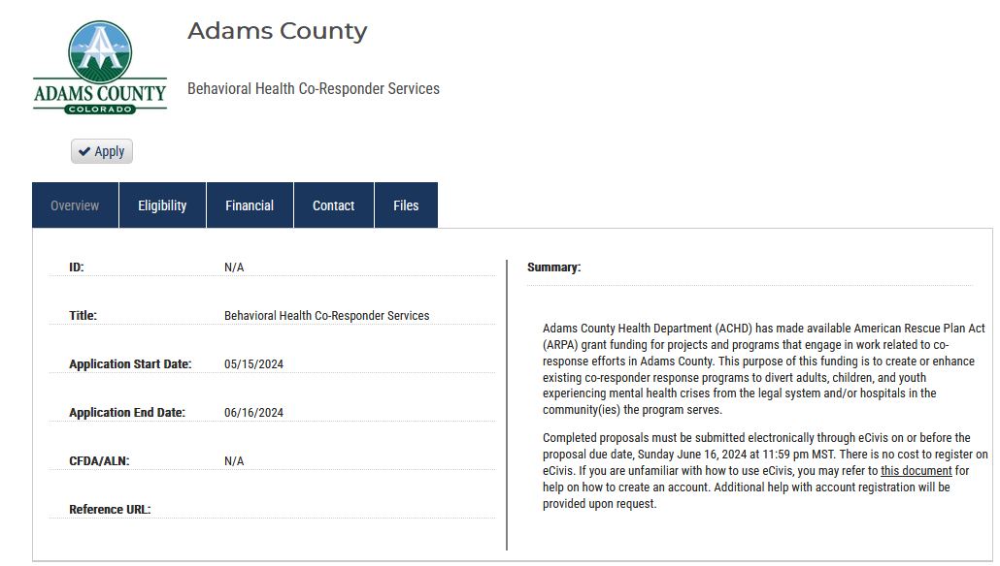 Adams County
ADAMS COUNTY
COLORADO
Behavioral Health Co-Responder Services
Apply
Overview
Eligibility
Financial
Contact
Files
ID:
N/A
Title:
Behavioral Health Co-Responder Services
Application Start Date:
05/15/2024
Application End Date:
06/16/2024
CFDA/ALN:
N/A
Reference URL:
Summary:
Adams County Health Department (ACHD) has made available American Rescue Plan Act
(ARPA) grant funding for projects and programs that engage in work related to co-
response efforts in Adams County. This purpose of this funding is to create or enhance
existing co-responder response programs to divert adults, children, and youth
experiencing mental health crises from the legal system and/or hospitals in the
community(ies) the program serves.
Completed proposals must be submitted electronically through eCivis on or before the
proposal due date, Sunday June 16, 2024 at 11:59 pm MST. There is no cost to register on
eCivis. If you are unfamiliar with how to use eCivis, you may refer to this document for
help on how to create an account. Additional help with account registration will be
provided upon request.